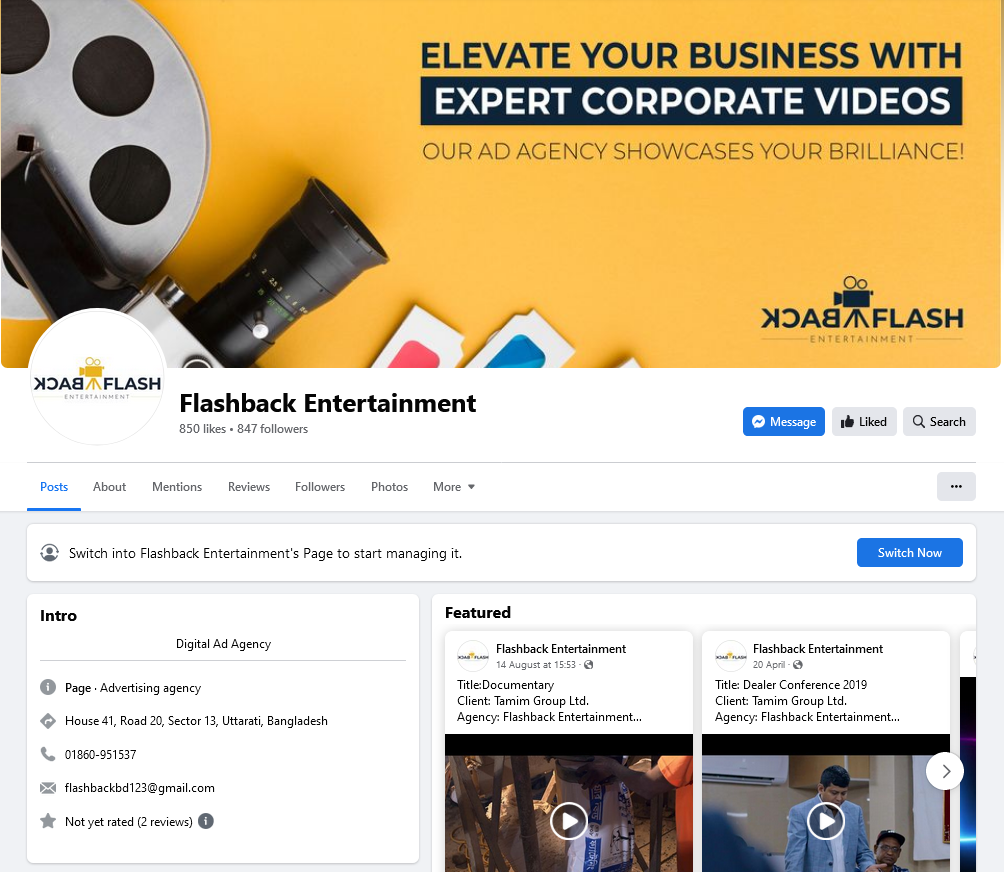 ELEVATE YOUR BUSINESS WITH
EXPERT CORPORATE VIDEOS
OUR AD AGENCY SHOWCASES YOUR BRILLIANCE!
BACK FLASH
ENTERTAINMENT
BACK FLASH
ENTERTAINMENT
Flashback Entertainment
850 likes • 847 followers
Message
Liked
Search
Posts
About
Mentions
Reviews
Followers
Photos
More
Switch into Flashback Entertainment's Page to start managing it.
Switch Now
Intro
Digital Ad Agency
Page · Advertising agency
House 41, Road 20, Sector 13, Uttarati, Bangladesh
01860-951537
flashbackbd123@gmail.com
Not yet rated (2 reviews)
Featured
Flashback Entertainment
14 August at 15:53 ·
Title:Documentary
Client: Tamim Group Ltd.
Agency: Flashback Entertainment...
Flashback Entertainment
20 April ·
Title: Dealer Conference 2019
Client: Tamim Group Ltd.
Agency: Flashback Entertainment...